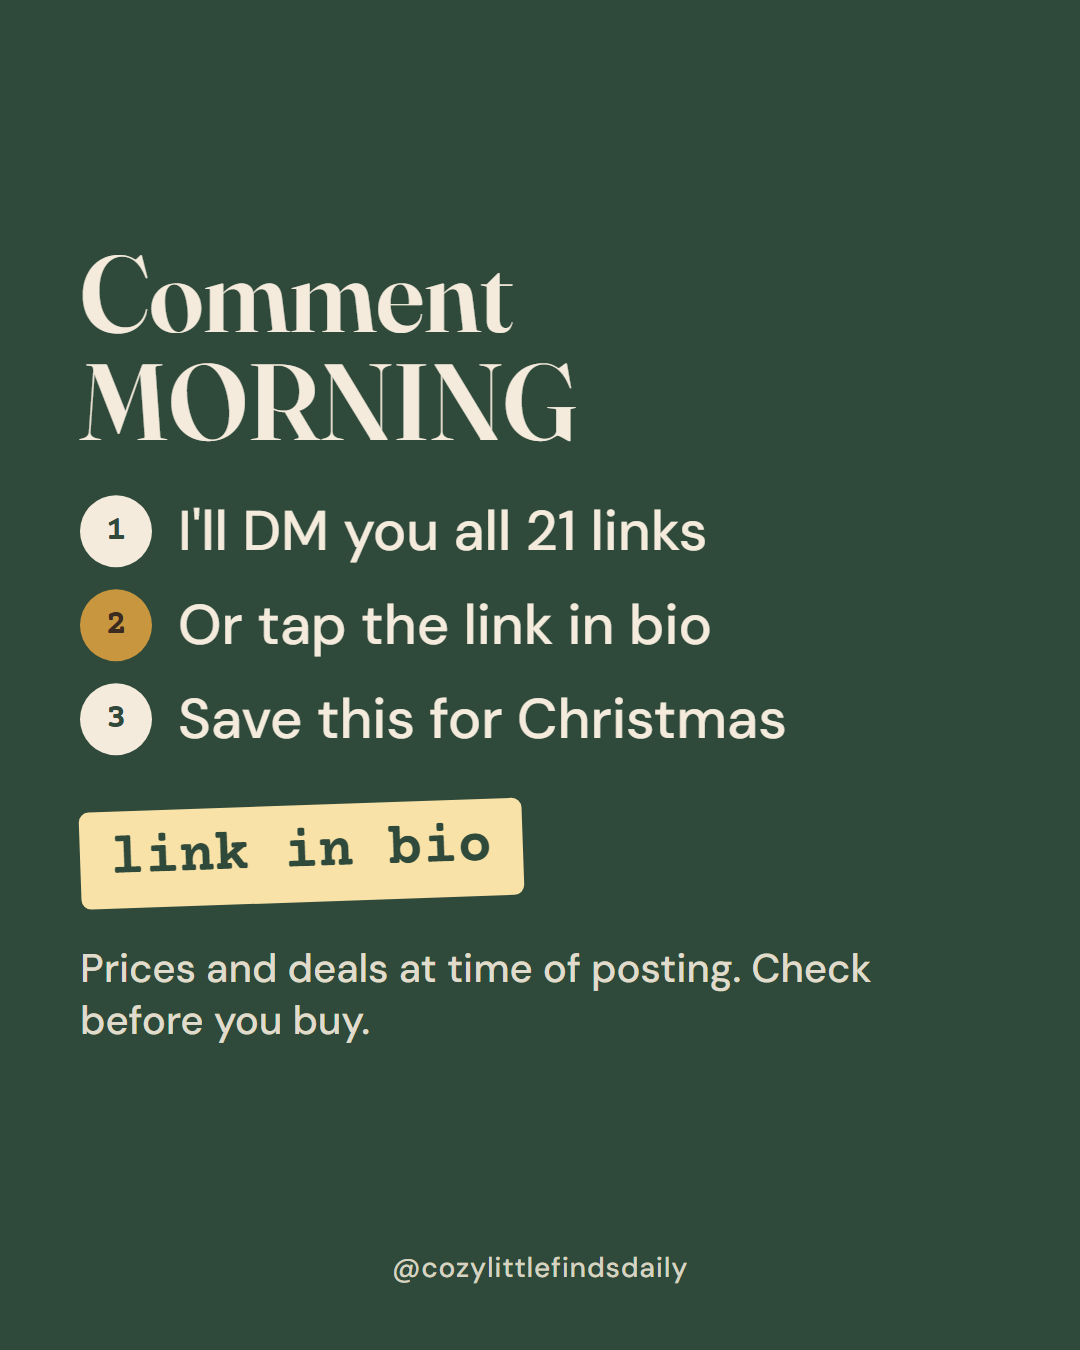 Comment
MORNING
1 I'll DM you all 21 links
2 Or tap the link in bio
3 Save this for Christmas
link in bio
Prices and deals at time of posting. Check
before you buy.
@cozylittlefindsdaily